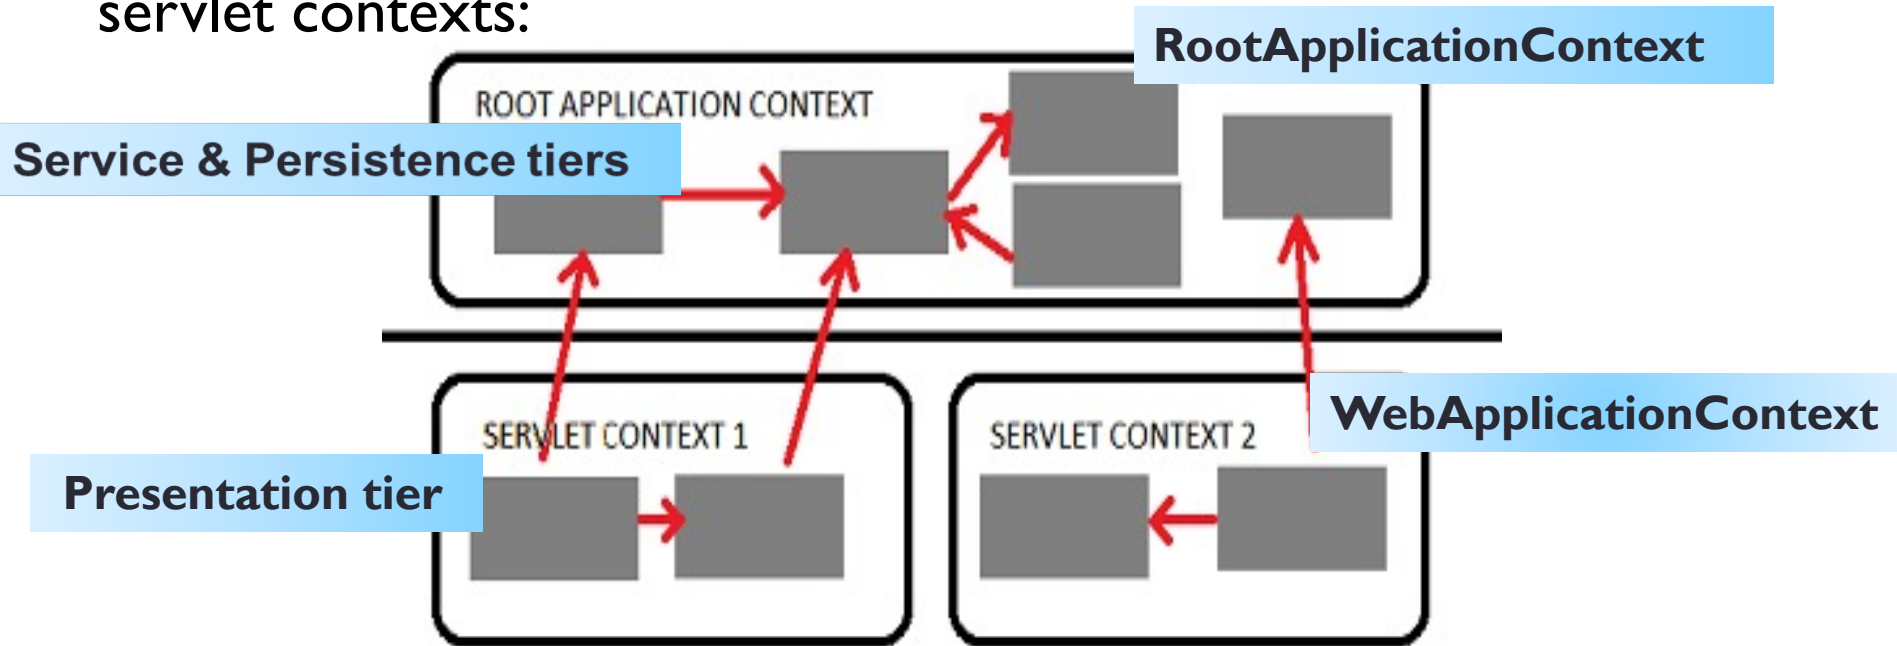 servlet contexts:
RootApplicationContext
ROOT APPLICATION CONTEXT
Service & Persistence tiers
WebApplicationContext
SERVLET CONTEXT 1
SERVLET CONTEXT 2
Presentation tier